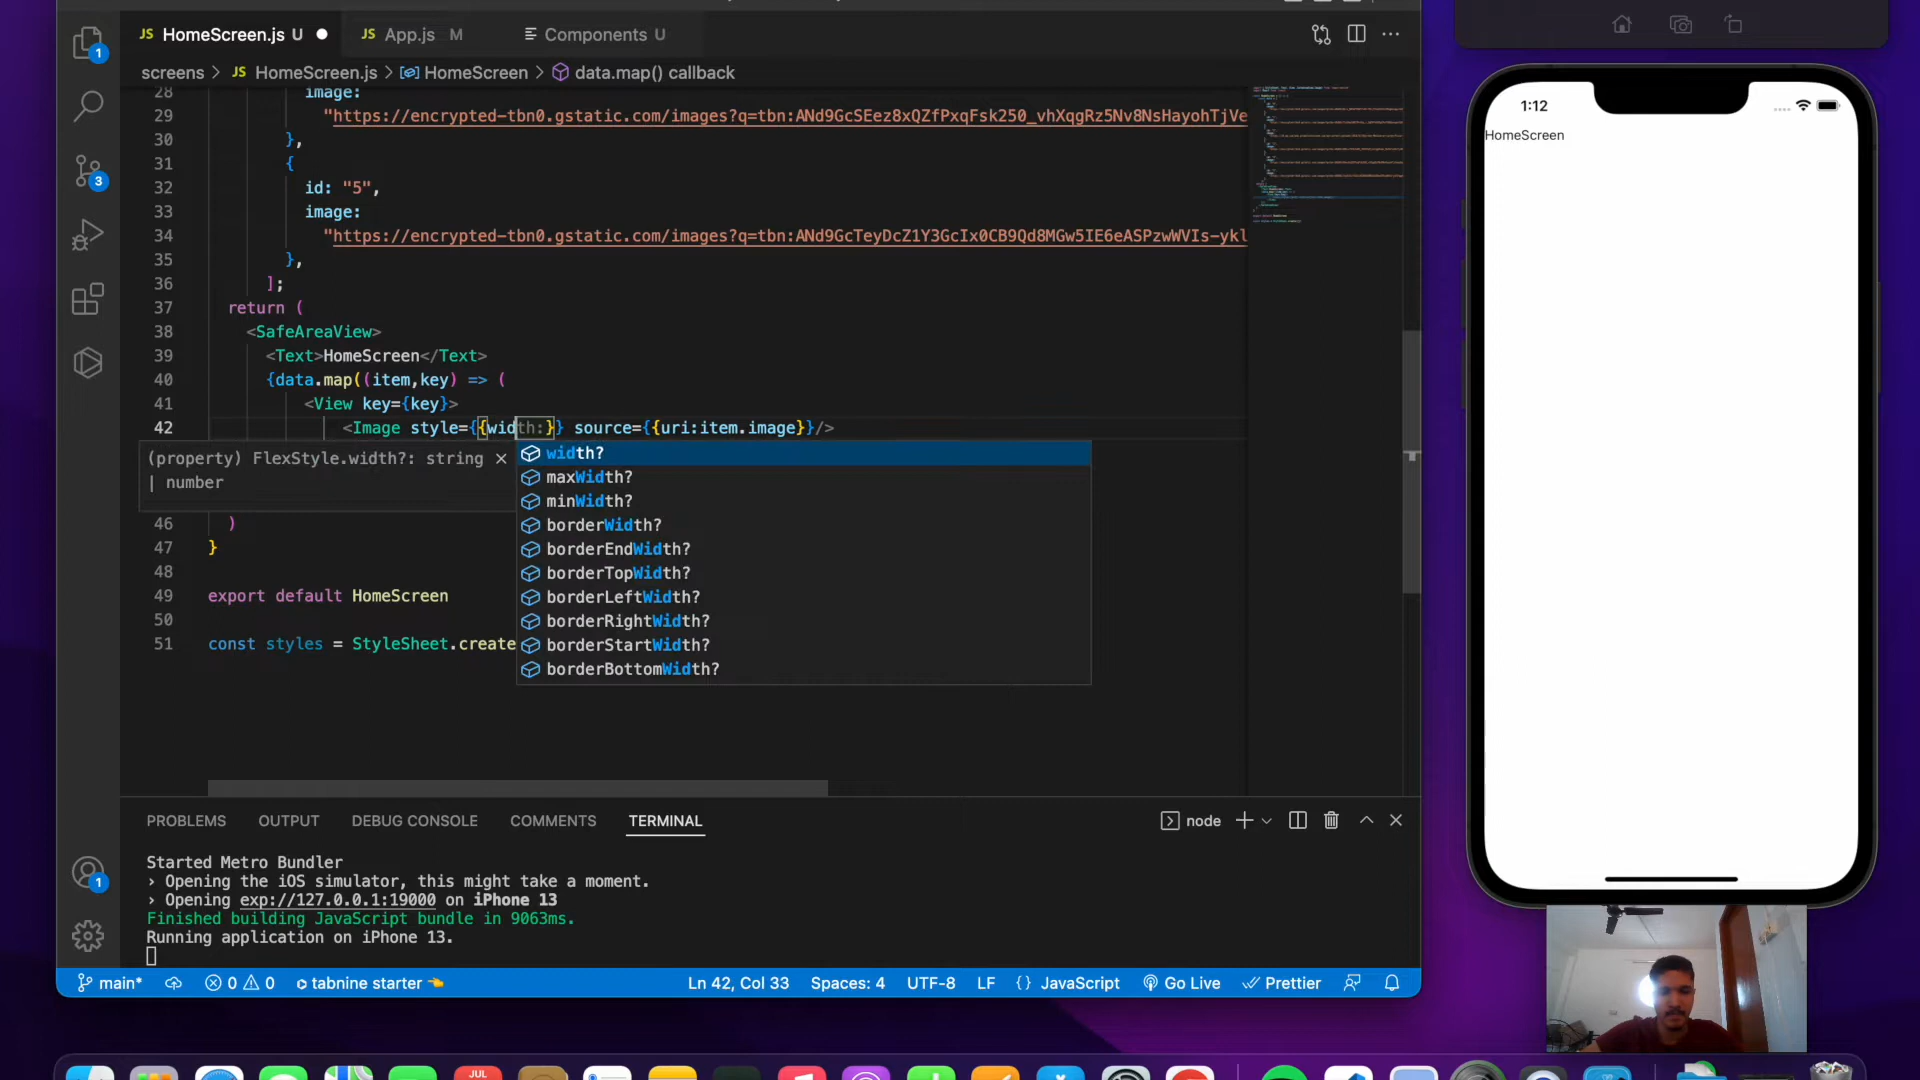 JS HomeScreen.js U
JS App.js M
Components U
screens > JS HomeScreen.js > HomeScreen > data.map() callback
28 image:
29 "https://encrypted-tbn0.gstatic.com/images?q=tbn:ANd9GcSEez8xQZfPxqFsk250_vhXqgRz5Nv8NsHayohTjVe
30 },
31 {
32 id: "5",
33 image:
34 "https://encrypted-tbn0.gstatic.com/images?q=tbn:ANd9GcTeyDcZ1Y3GcIx0CB9Qd8MGw5IE6eASPzwWVIs-ykl
35 },
36 ];
37 return (
38 <SafeAreaView>
39 <Text>HomeScreen</Text>
40 {data.map((item,key) => (
41 <View key={key}>
42 <Image style={{width:}} source={{uri:item.image}}/>
(property) FlexStyle.width?: string
| number
width?
maxWidth?
minWidth?
borderWidth?
borderEndWidth?
borderTopWidth?
borderLeftWidth?
borderRightWidth?
borderStartWidth?
borderBottomWidth?
46 )
47 }
48
49 export default HomeScreen
50
51 const styles = StyleSheet.create
PROBLEMS OUTPUT DEBUG CONSOLE COMMENTS TERMINAL
node
Started Metro Bundler
› Opening the iOS simulator, this might take a moment.
› Opening exp://127.0.0.1:19000 on iPhone 13
Finished building JavaScript bundle in 9063ms.
Running application on iPhone 13.
main* 0 0 tabnine starter Ln 42, Col 33 Spaces: 4 UTF-8 LF {} JavaScript Go Live Prettier
1
3
1
1:12
HomeScreen
JUL